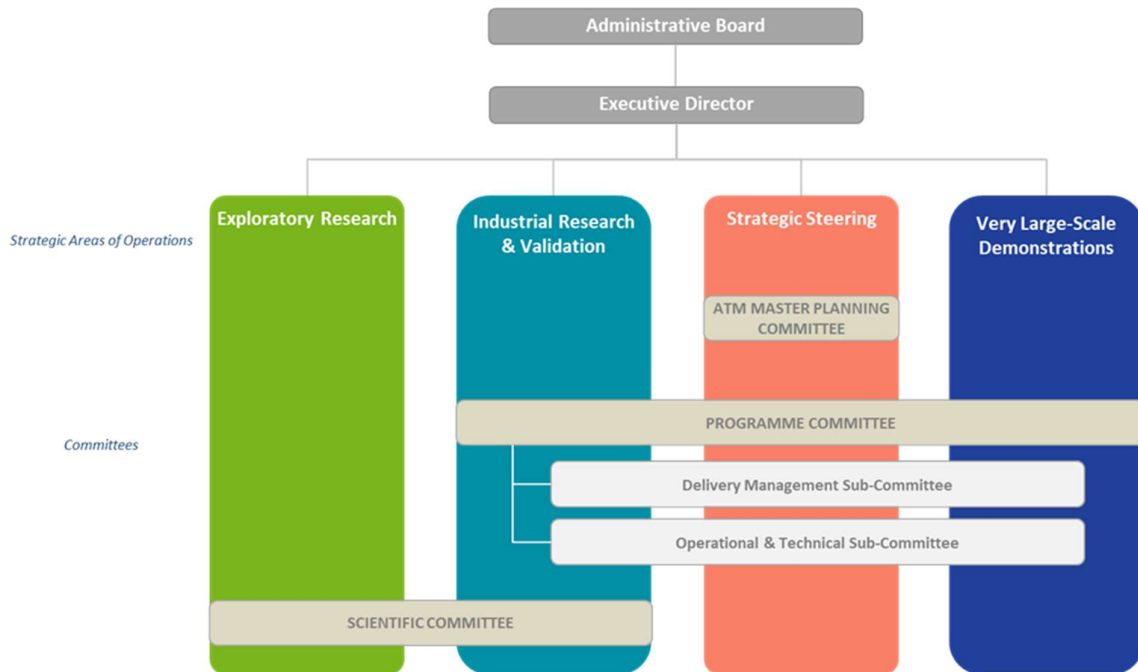 Administrative Board
Executive Director
Strategic Areas of Operations
Exploratory Research
Industrial Research
& Validation
Strategic Steering
Very Large-Scale
Demonstrations
ATM MASTER PLANNING
COMMITTEE
Committees
PROGRAMME COMMITTEE
Delivery Management Sub-Committee
Operational & Technical Sub-Committee
SCIENTIFIC COMMITTEE